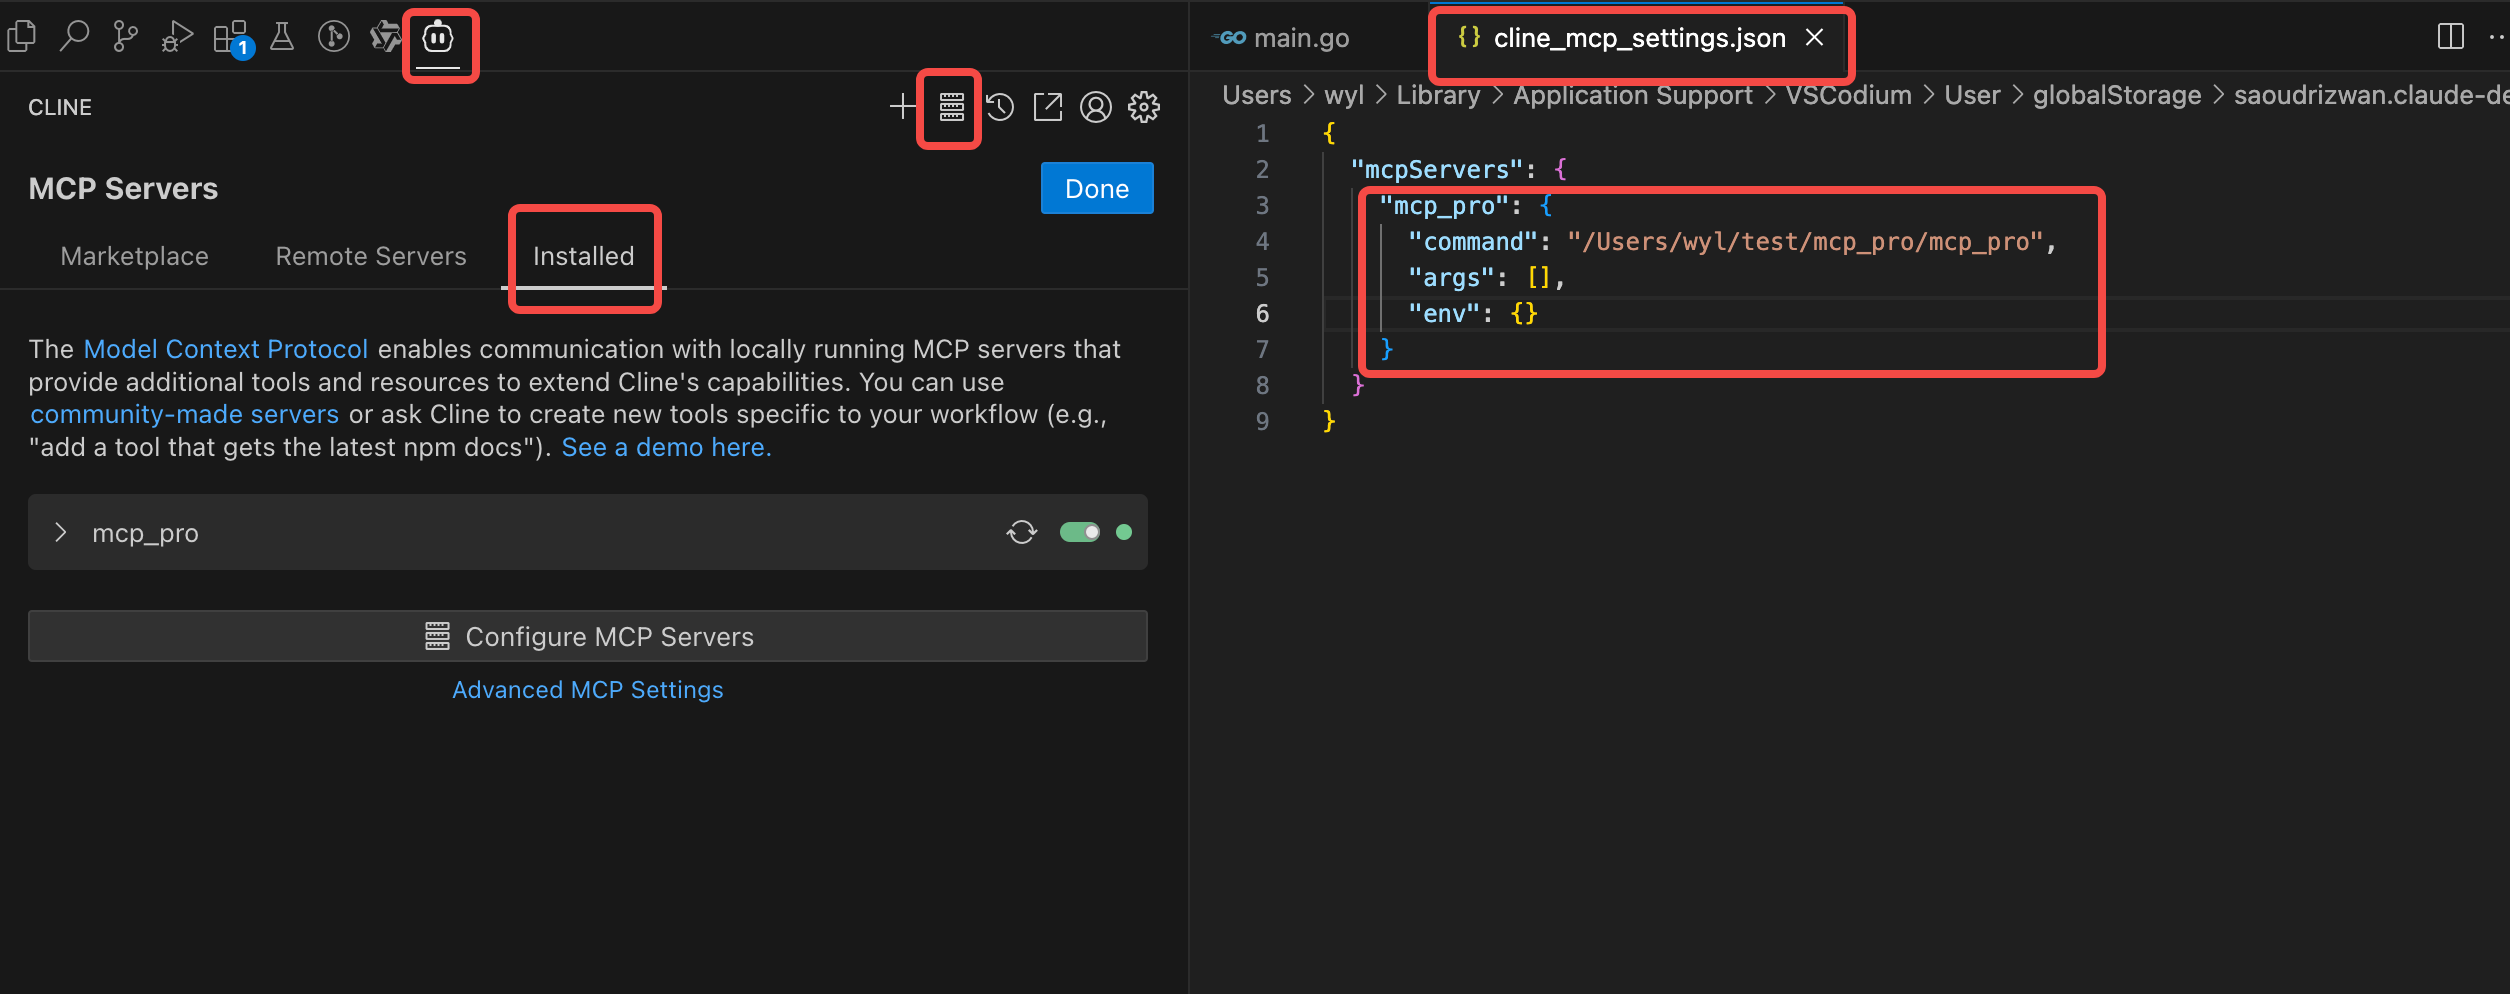 1
CLINE
MCP Servers
Done
Marketplace
Remote Servers
Installed
The Model Context Protocol enables communication with locally running MCP servers that
provide additional tools and resources to extend Cline's capabilities. You can use
community-made servers or ask Cline to create new tools specific to your workflow (e.g.,
"add a tool that gets the latest npm docs"). See a demo here.
mcp_pro
Configure MCP Servers
Advanced MCP Settings
GO main.go
{} cline_mcp_settings.json
Users > wyl > Library > Application Support > VSCodium > User > globalStorage > saoudrizwan.claude-de
1 {
2 "mcpServers": {
3 "mcp_pro": {
4 "command": "/Users/wyl/test/mcp_pro/mcp_pro",
5 "args": [],
6 "env": {}
7 }
8 }
9 }